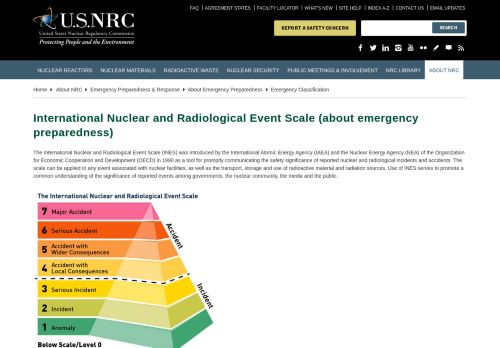 U.S.NRC
United States Nuclear Regulatory Commission
Protecting People and the Environment
FAQ | AGREEMENT STATES | FACILITY LOCATOR | WHAT'S NEW | SITE HELP | INDEX A-Z | CONTACT US | EMAIL UPDATES
REPORT A SAFETY CONCERN
SEARCH
NUCLEAR REACTORS NUCLEAR MATERIALS RADIOACTIVE WASTE NUCLEAR SECURITY PUBLIC MEETINGS & INVOLVEMENT NRC LIBRARY ABOUT NRC
Home About NRC Emergency Preparedness & Response About Emergency Preparedness Emergency Classification
International Nuclear and Radiological Event Scale (about emergency
preparedness)
The International Nuclear and Radiological Event Scale (INES) was introduced by the International Atomic Energy Agency (IAEA) and the Nuclear Energy Agency (NEA) of the Organization
for Economic Cooperation and Development (OECD) in 1990 as a tool for promptly communicating the safety significance of reported nuclear and radiological incidents and accidents. The
scale can be applied to any event associated with nuclear facilities, as well as the transport, storage and use of radioactive material and radiation sources. Use of INES serves to promote a
common understanding of the significance of reported events among governments, the nuclear community, the media and the public.
The International Nuclear and Radiological Event Scale
7 Major Accident
6 Serious Accident
5 Accident with
Wider Consequences
4 Accident with
Local Consequences
3 Serious Incident
2 Incident
1 Anomaly
Accident
Incident
Below Scale/Level 0